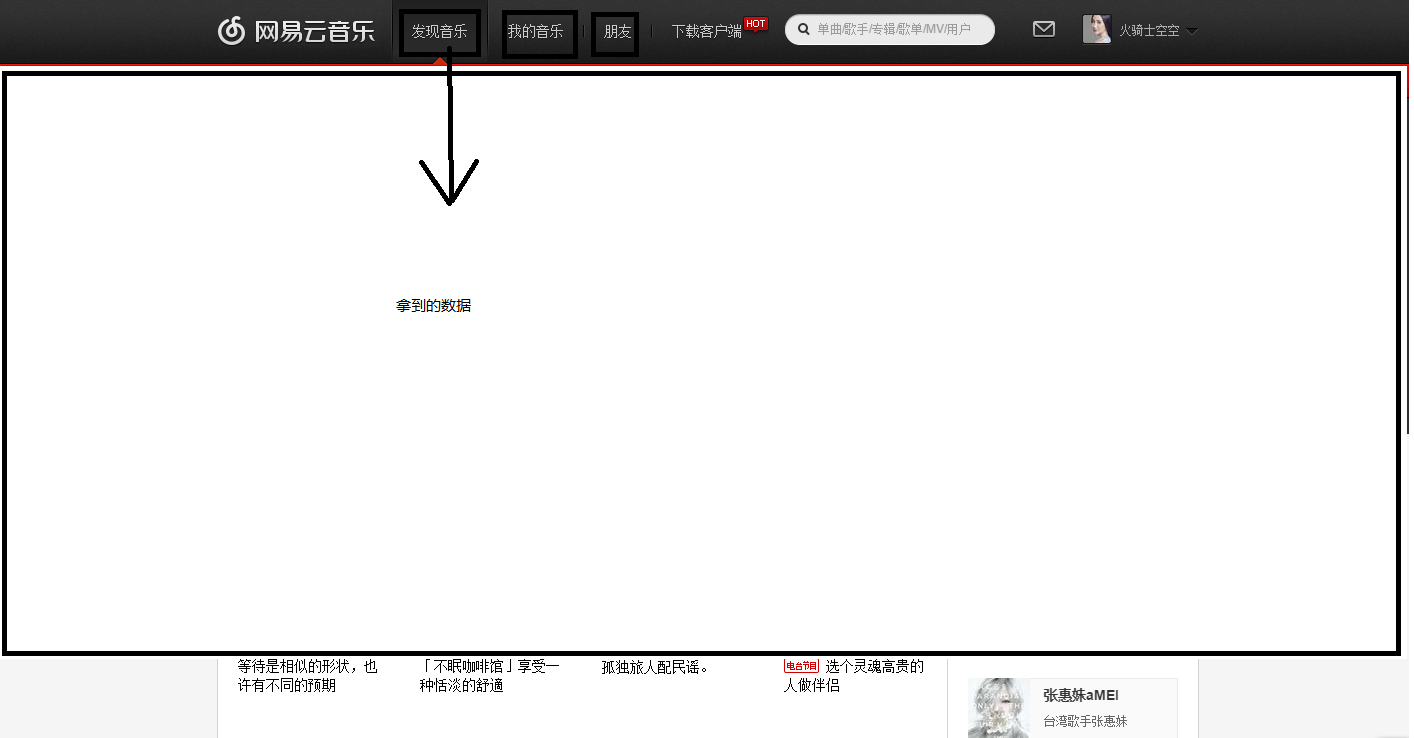 网易云音乐
发现音乐
我的音乐
朋友
下载客户端
HOT
单曲/歌手/专辑/歌单/MV/用户
火骑士空空
拿到的数据
等待是相似的形状，也
许有不同的预期
「不眠咖啡馆」享受一
种恬淡的舒適
孤独旅人配民谣。
电台节目 选个灵魂高贵的
人做伴侣
张惠妹aMEI
台湾歌手张惠妹